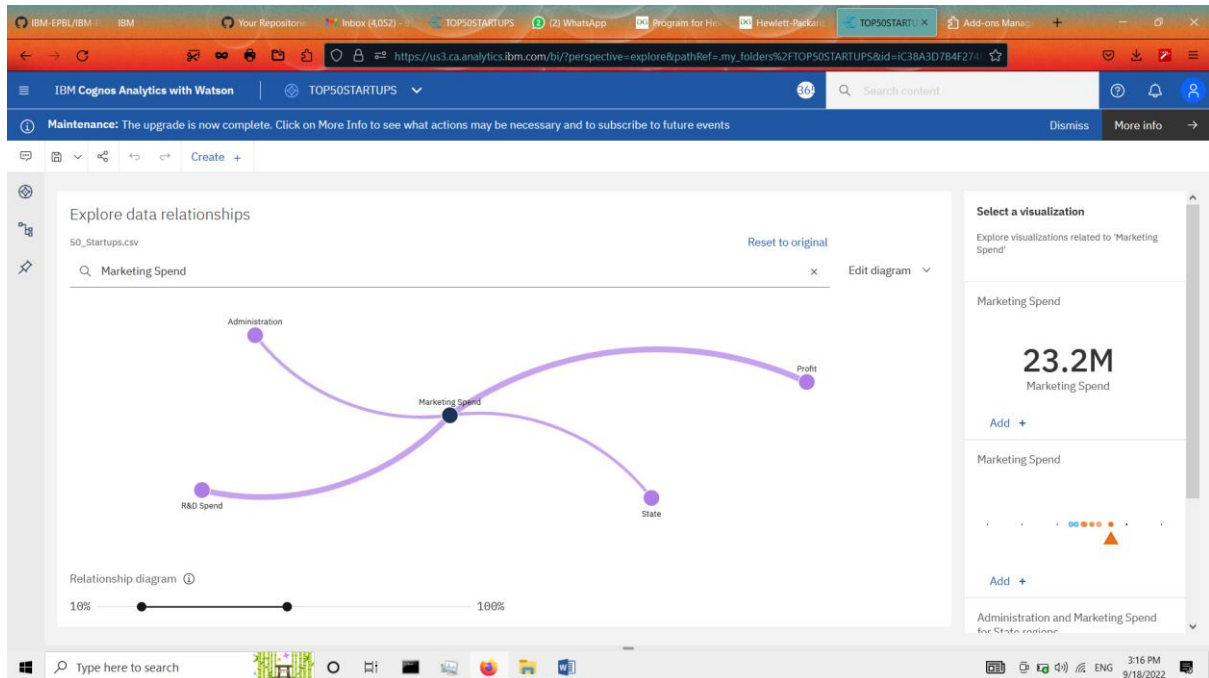 IBM-EPBL/IBM-P IBM
Your Repositorie
Inbox (4,052) - 9
TOP50STARTUPS
(2) WhatsApp
Program for He
Hewlett-Packard
TOP50STARTU
Add-ons Manag
https://us3.ca.analytics.ibm.com/bi/?perspective=explore&pathRef=.my_folders%2FTOP50STARTUPS&id=iC38A3D7B4F274
IBM Cognos Analytics with Watson
TOP50STARTUPS
Search content
Maintenance: The upgrade is now complete. Click on More Info to see what actions may be necessary and to subscribe to future events
Dismiss
More info
Create +
Explore data relationships
50_Startups.csv
Reset to original
Marketing Spend
Edit diagram
Administration
Profit
Marketing Spend
R&D Spend
State
Relationship diagram
10%
100%
Select a visualization
Explore visualizations related to 'Marketing
Spend'
Marketing Spend
23.2M
Marketing Spend
Add +
Marketing Spend
Add +
Administration and Marketing Spend
for State regions
Type here to search
ENG
3:16 PM
9/18/2022